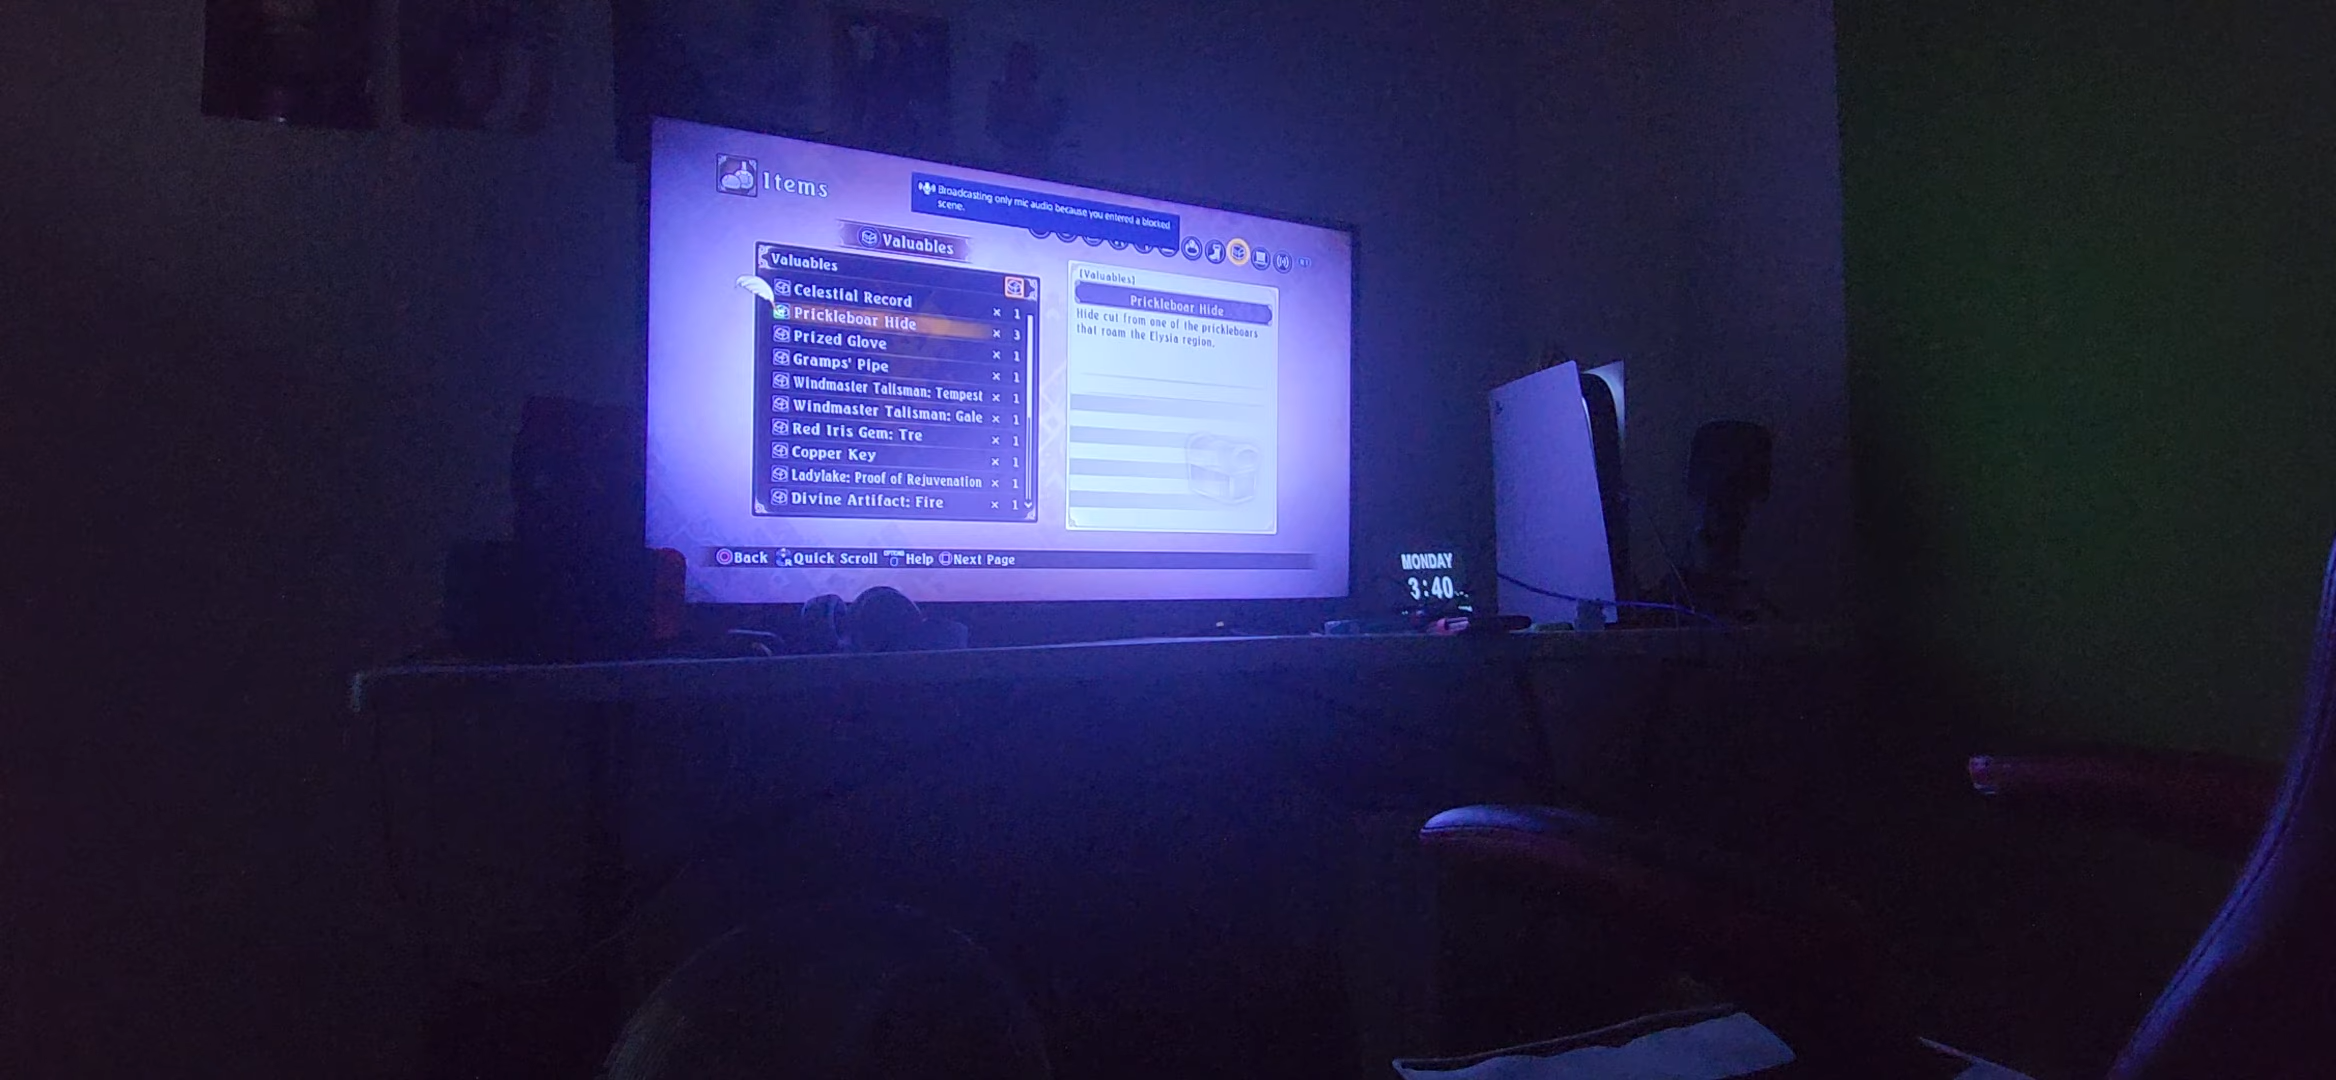 Items
Broadcasting only mic audio because you entered a blocked
scene.
Valuables
Valuables
Celestial Record × 1
Prickleboar Hide × 3
Prized Glove × 1
Gramps' Pipe × 1
Windmaster Talisman: Tempest × 1
Windmaster Talisman: Gale × 1
Red Iris Gem: Tre × 1
Copper Key × 1
Ladylake: Proof of Rejuvenation × 1
Divine Artifact: Fire × 1
[Valuables]
Prickleboar Hide
Hide cut from one of the prickleboars
that roam the Elysia region.
Back Quick Scroll OPTIONS Help Next Page
MONDAY
3:40